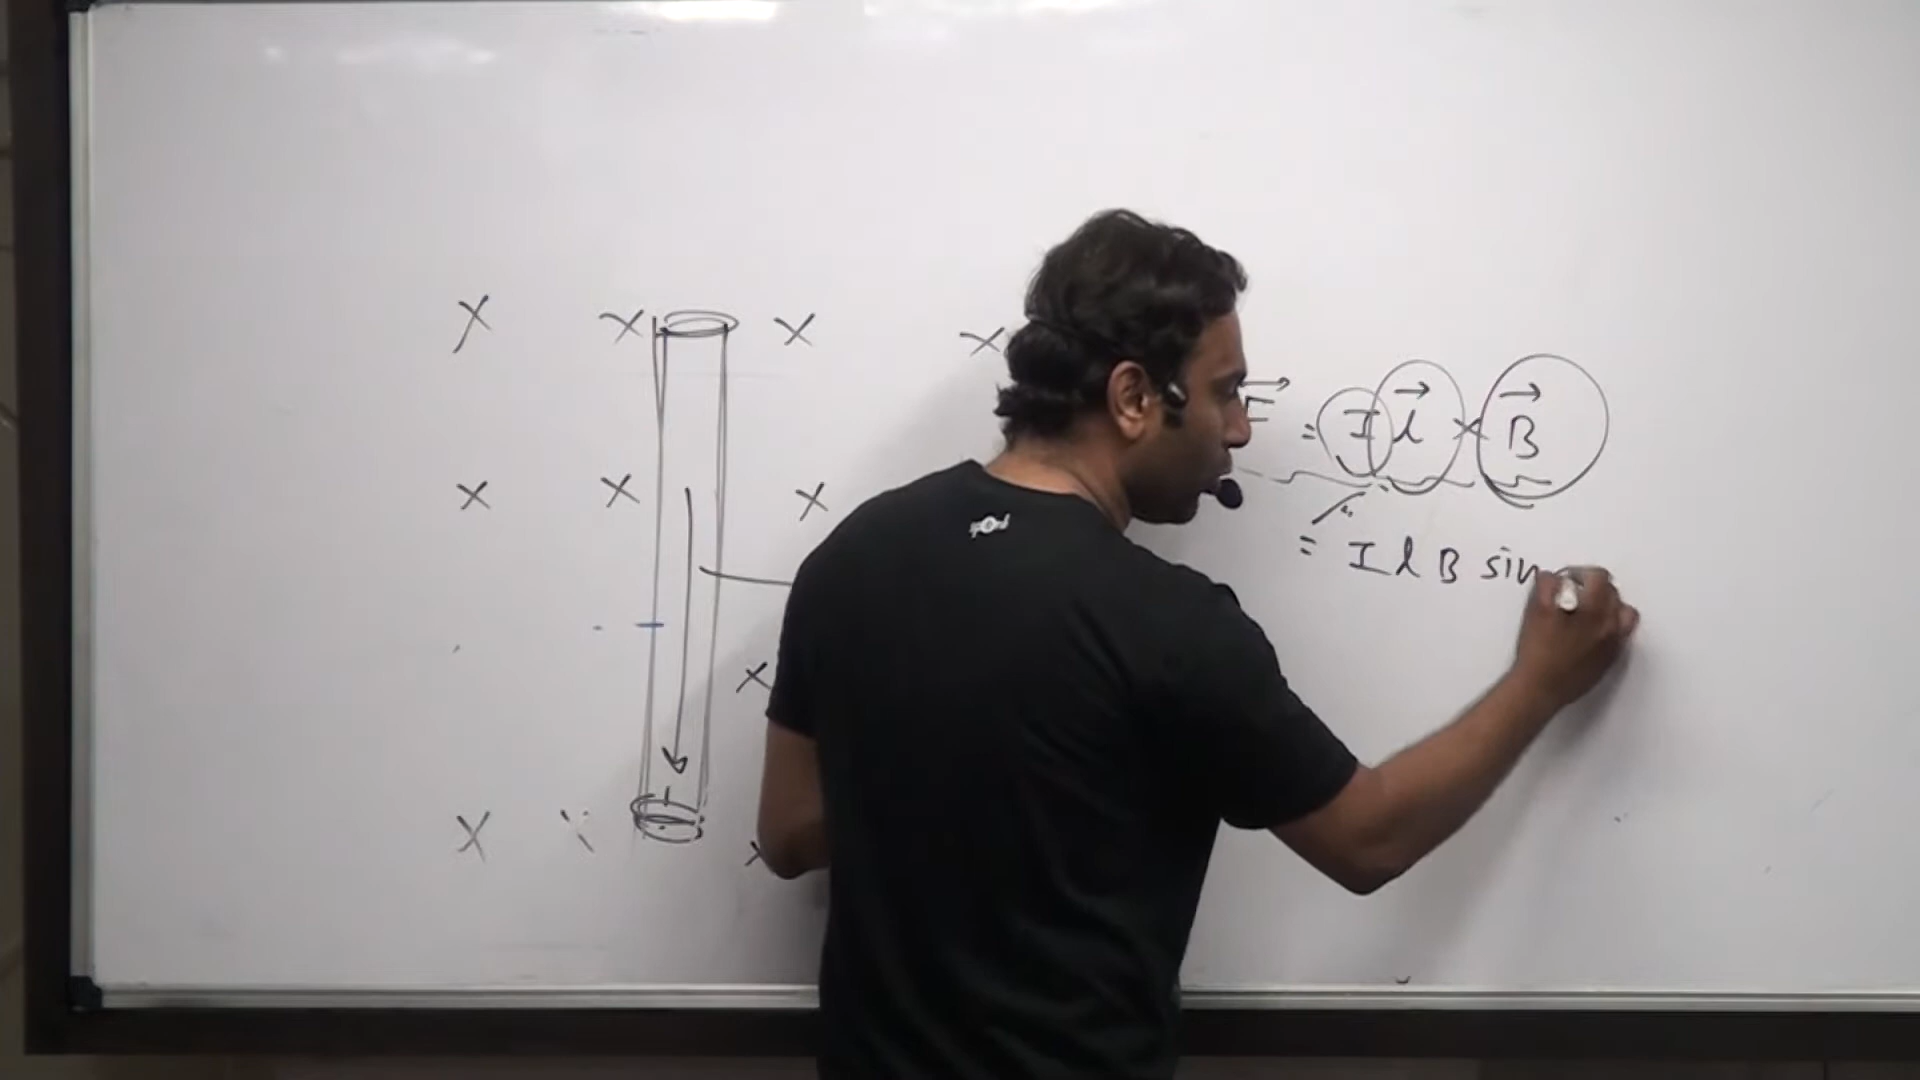 X X X X
F = I l × B
X X X
= I l B sin
X
X X X